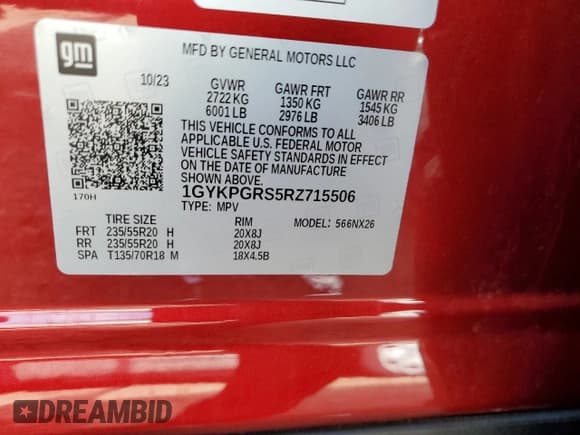 gm
MFD BY GENERAL MOTORS LLC
10/23 GVWR GAWR FRT GAWR RR
2722 KG 1350 KG 1545 KG
6001 LB 2976 LB 3406 LB
THIS VEHICLE CONFORMS TO ALL
APPLICABLE U.S. FEDERAL MOTOR
VEHICLE SAFETY STANDARDS IN EFFECT
ON THE DATE OF MANUFACTURE
SHOWN ABOVE.
1GYKPGRS5RZ715506
170H
TYPE: MPV MODEL: 566NX26
TIRE SIZE RIM
FRT 235/55R20 H 20X8J
RR 235/55R20 H 20X8J
SPA T135/70R18 M 18X4.5B
DREAMBID